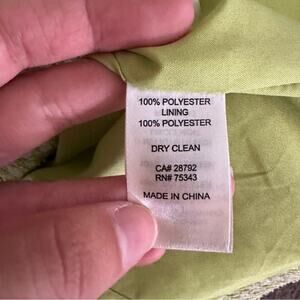 100% POLYESTER
LINING
100% POLYESTER
DRY CLEAN
CA# 28792
RN# 75343
MADE IN CHINA